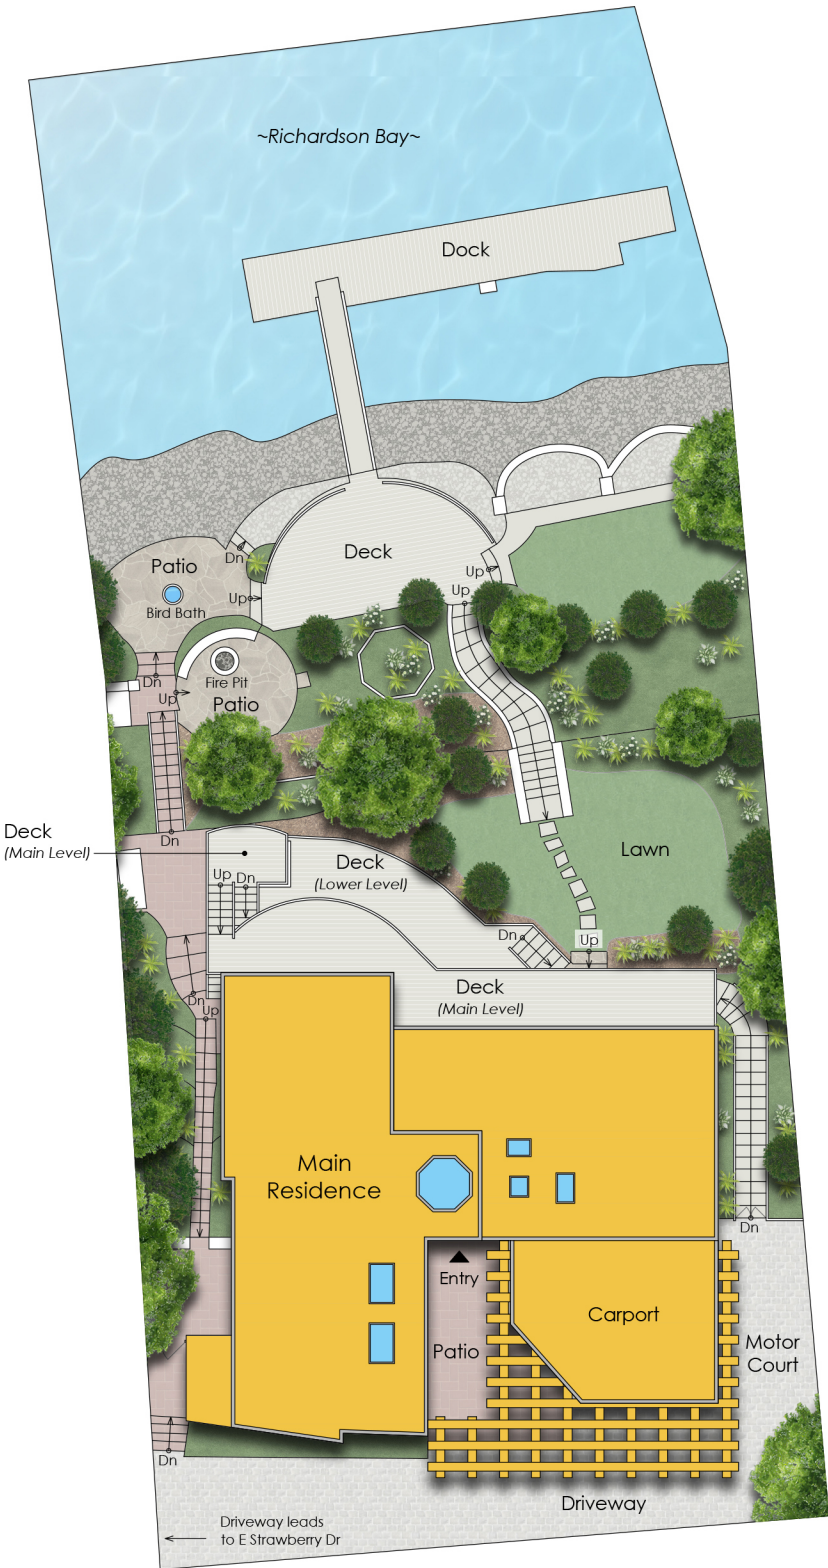 ~Richardson Bay~
Dock
Deck
Dn
Patio
Up
Bird Bath
Up
Up
Fire Pit
Dn
Up
Patio
Dn
Deck
(Main Level)
Deck
(Lower Level)
Lawn
Up
Dn
Dn
Up
Deck
(Main Level)
Dn
Up
Main
Residence
Dn
Entry
Carport
Patio
Motor
Court
Dn
Driveway
Driveway leads
to E Strawberry Dr